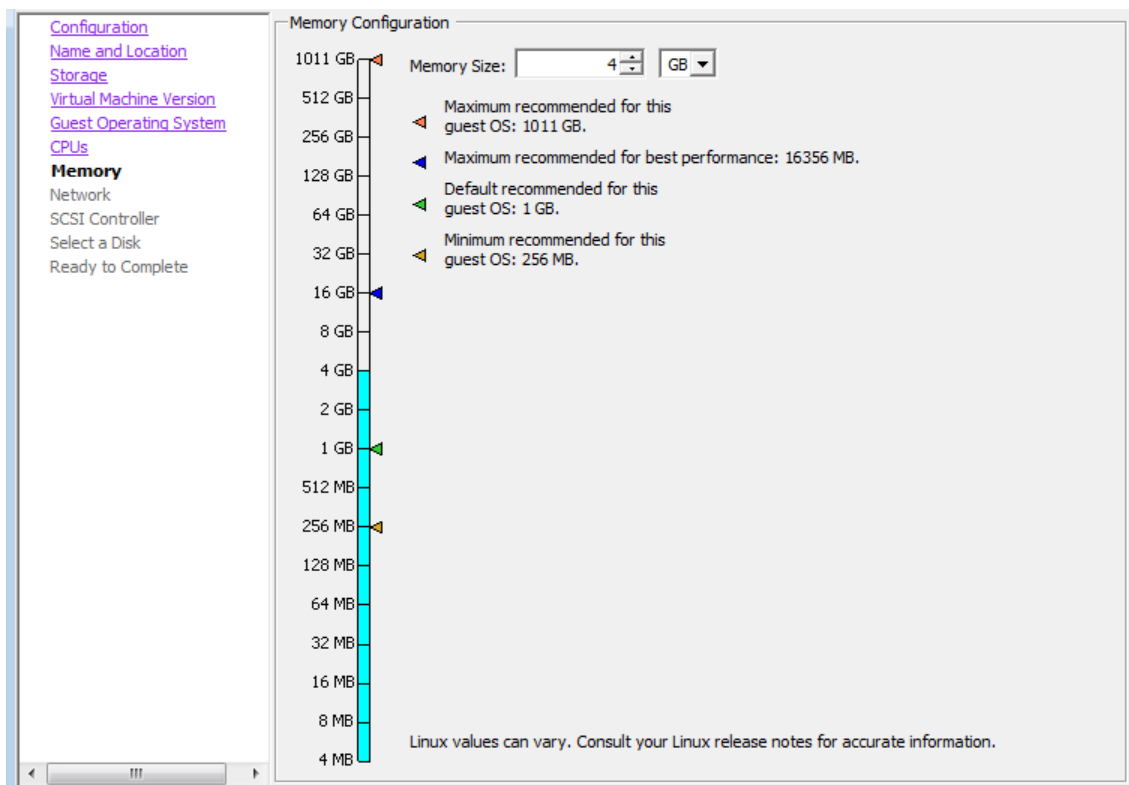 Configuration
Name and Location
Storage
Virtual Machine Version
Guest Operating System
CPUs
Memory
Network
SCSI Controller
Select a Disk
Ready to Complete
Memory Configuration
Memory Size: 4 GB
1011 GB
512 GB
256 GB
128 GB
64 GB
32 GB
16 GB
8 GB
4 GB
2 GB
1 GB
512 MB
256 MB
128 MB
64 MB
32 MB
16 MB
8 MB
4 MB
Maximum recommended for this
guest OS: 1011 GB.
Maximum recommended for best performance: 16356 MB.
Default recommended for this
guest OS: 1 GB.
Minimum recommended for this
guest OS: 256 MB.
Linux values can vary. Consult your Linux release notes for accurate information.